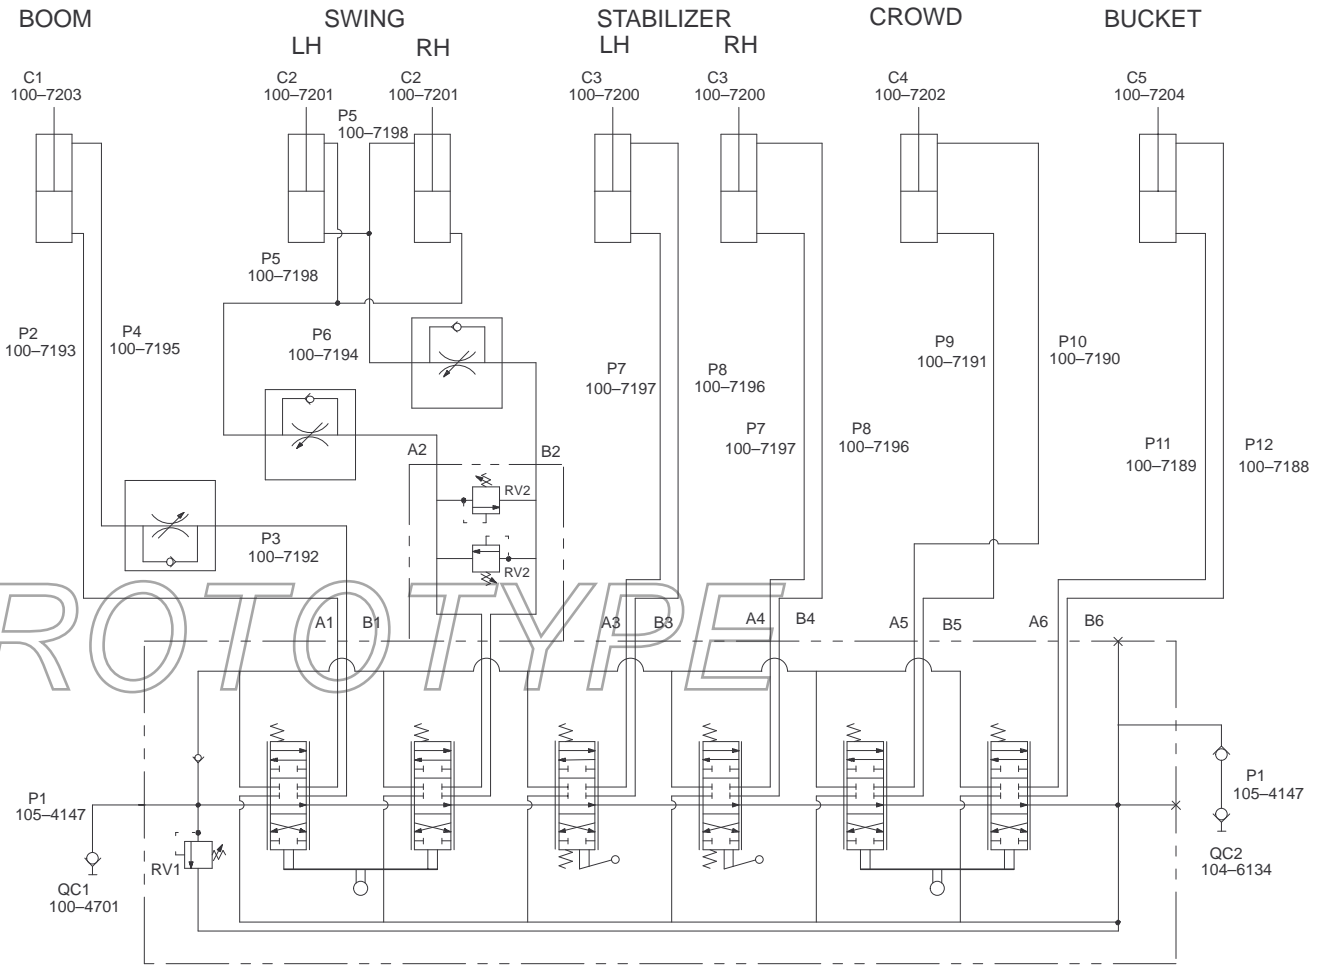 BOOM SWING STABILIZER CROWD BUCKET
LH RH LH RH
C1 C2 C2 C3 C3 C4 C5
100–7203 100–7201 100–7201 100–7200 100–7200 100–7202 100–7204
P5
100–7198
P5
100–7198
P2 P4 P6 P9 P10
100–7193 100–7195 100–7194 100–7191 100–7190
P7 P8
100–7197 100–7196
P7 P8
100–7197 100–7196
P11 P12
100–7189 100–7188
A2 B2
RV2
P3
100–7192
RV2
ROTOTYPE
A1 B1 A3 B3 A4 B4 A5 B5 A6 B6
P1 P1
105–4147 105–4147
RV1
QC1 QC2
100–4701 104–6134